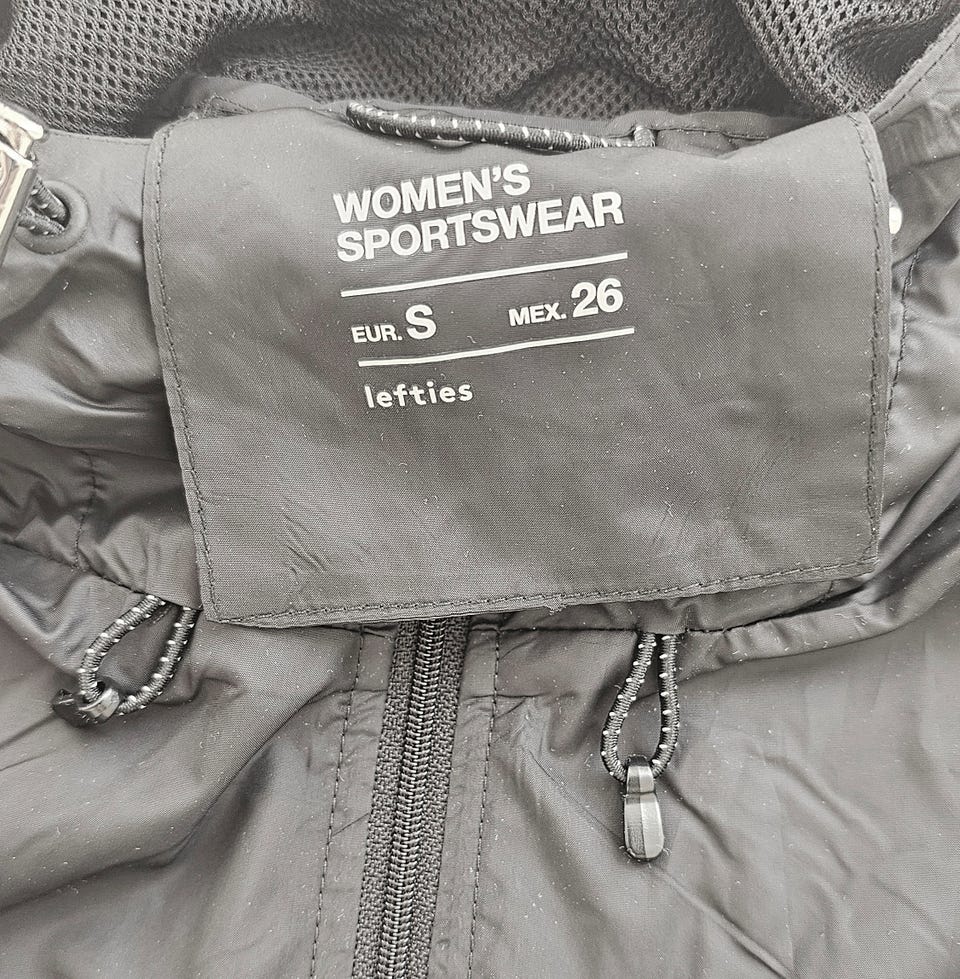 WOMEN'S
SPORTSWEAR
EUR. S MEX. 26
lefties